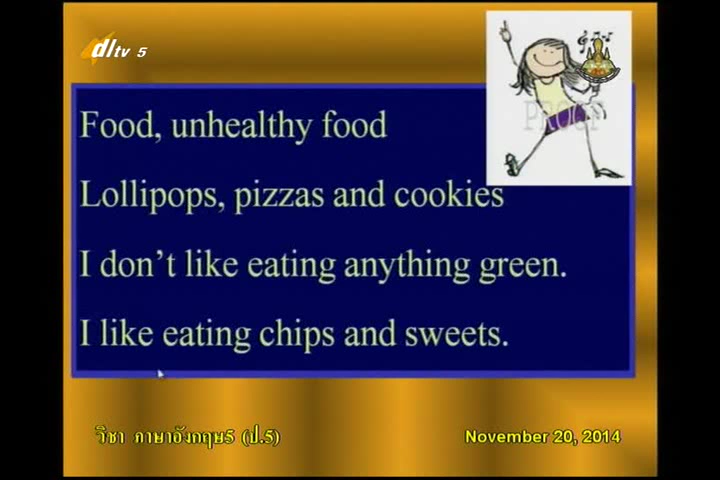 dltv 5
PROOF
Food, unhealthy food
Lollipops, pizzas and cookies
I don't like eating anything green.
I like eating chips and sweets.
วิชา ภาษาอังกฤษ5 (ป.5)
November 20, 2014